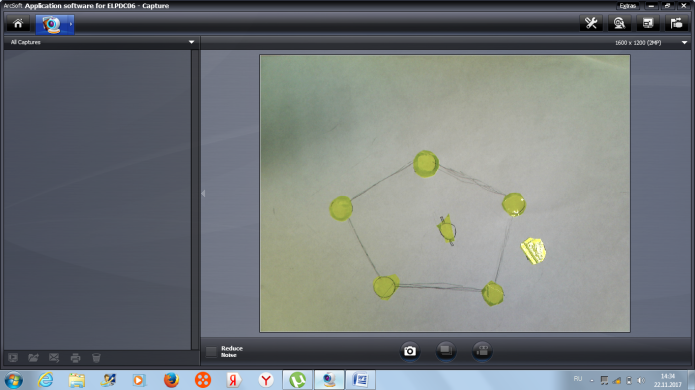 ArcSoft Application software for ELPDC06 - Capture
Extras
All Captures
1600 x 1200 (2MP)
Reduce
Noise
RU
14:34
22.11.2017